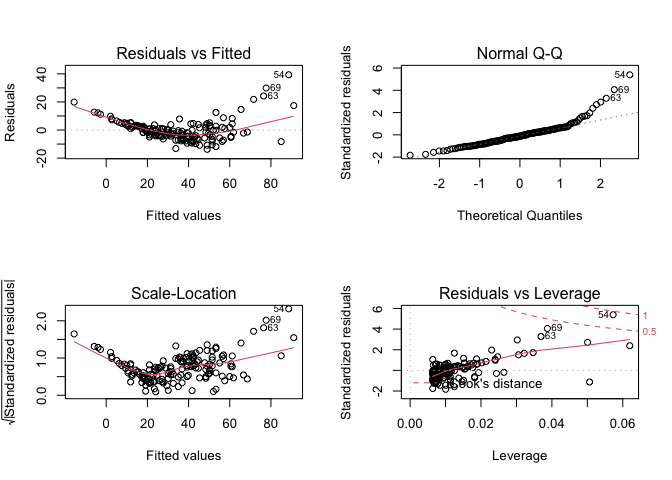 Residuals vs Fitted
Residuals
-20 0 20 40
54
69
63
0 20 40 60 80
Fitted values
Normal Q-Q
Standardized residuals
-2 0 2 4 6
54
69
63
-2 -1 0 1 2
Theoretical Quantiles
Scale-Location
√|Standardized residuals|
0.0 1.0 2.0
54
69
63
0 20 40 60 80
Fitted values
Residuals vs Leverage
Standardized residuals
-2 2 4 6
54
69
63
1
0.5
Cook's distance
0.00 0.02 0.04 0.06
Leverage